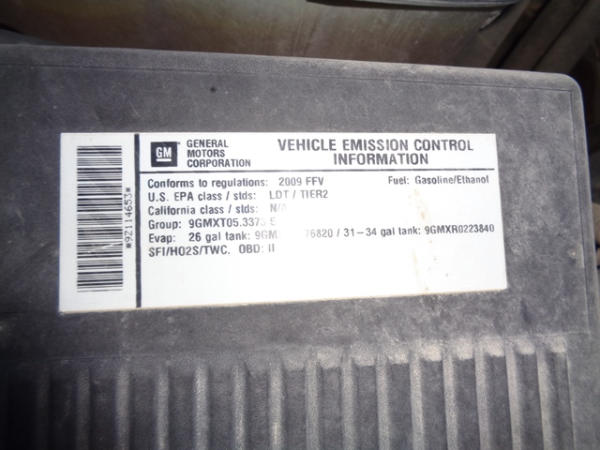 GM GENERAL MOTORS CORPORATION
VEHICLE EMISSION CONTROL INFORMATION
Conforms to regulations: 2009 FFV Fuel: Gasoline/Ethanol
U.S. EPA class / stds: LDT / TIER2
California class / stds: N/A
Group: 9GMXT05.3373
Evap: 26 gal tank: 9GM 76820 / 31-34 gal tank: 9GMXR0223840
SFI/HO2S/TWC. OBD: II
*92114653*